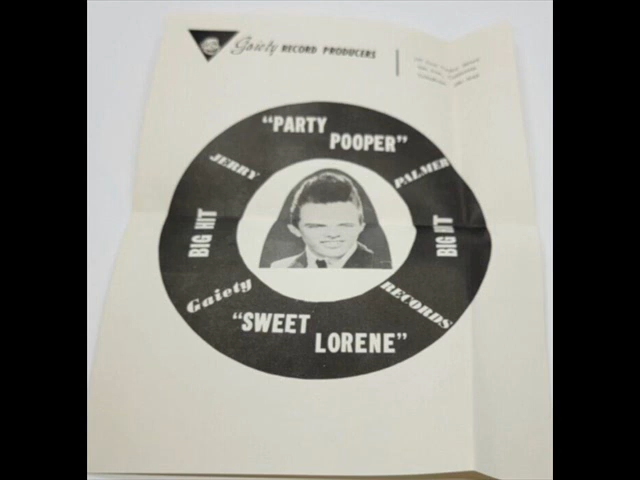 Gaiety RECORD PRODUCERS
"PARTY
POOPER"
JERRY
PALMER
BIG HIT
BIG HIT
Gaiety
RECORDS
"SWEET
LORENE"